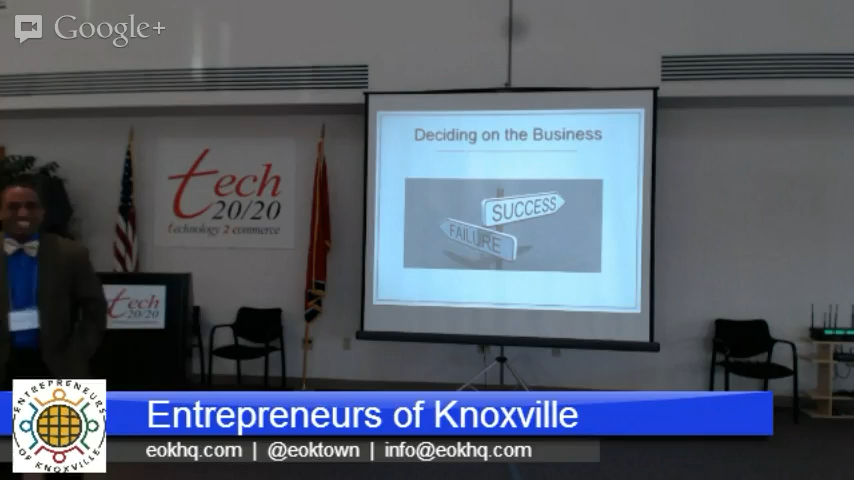 Google+
Deciding on the Business
SUCCESS
FAILURE
tech
20/20
technology 2 commerce
tech
20/20
Entrepreneurs of Knoxville
eokhq.com | @eoktown | info@eokhq.com
ENTREPRENEURS
OF KNOXVILLE